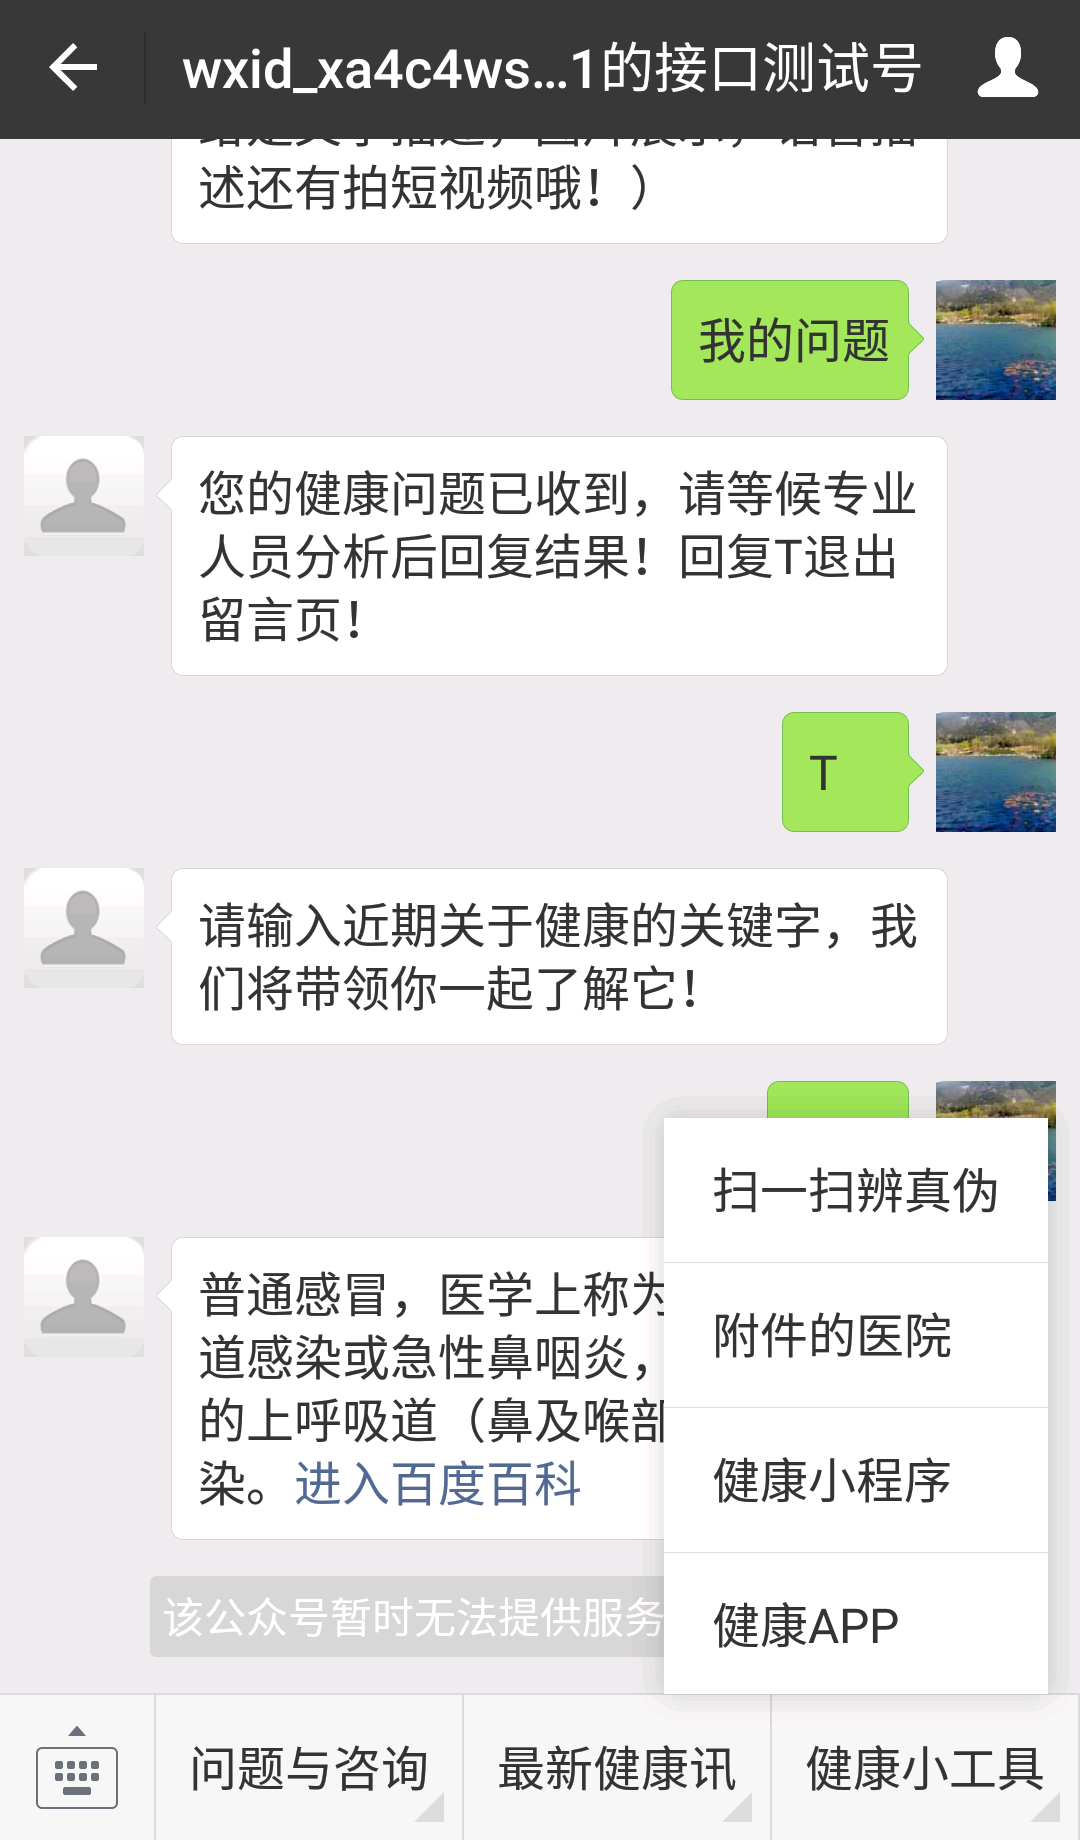 wxid_xa4c4ws...1的接口测试号
述还有拍短视频哦！）
我的问题
您的健康问题已收到，请等候专业
人员分析后回复结果！回复T退出
留言页！
T
请输入近期关于健康的关键字，我
们将带领你一起了解它！
普通感冒，医学上称为
道感染或急性鼻咽炎，
的上呼吸道（鼻及喉部
染。进入百度百科
该公众号暂时无法提供服务
扫一扫辨真伪
附件的医院
健康小程序
健康APP
问题与咨询
最新健康讯
健康小工具